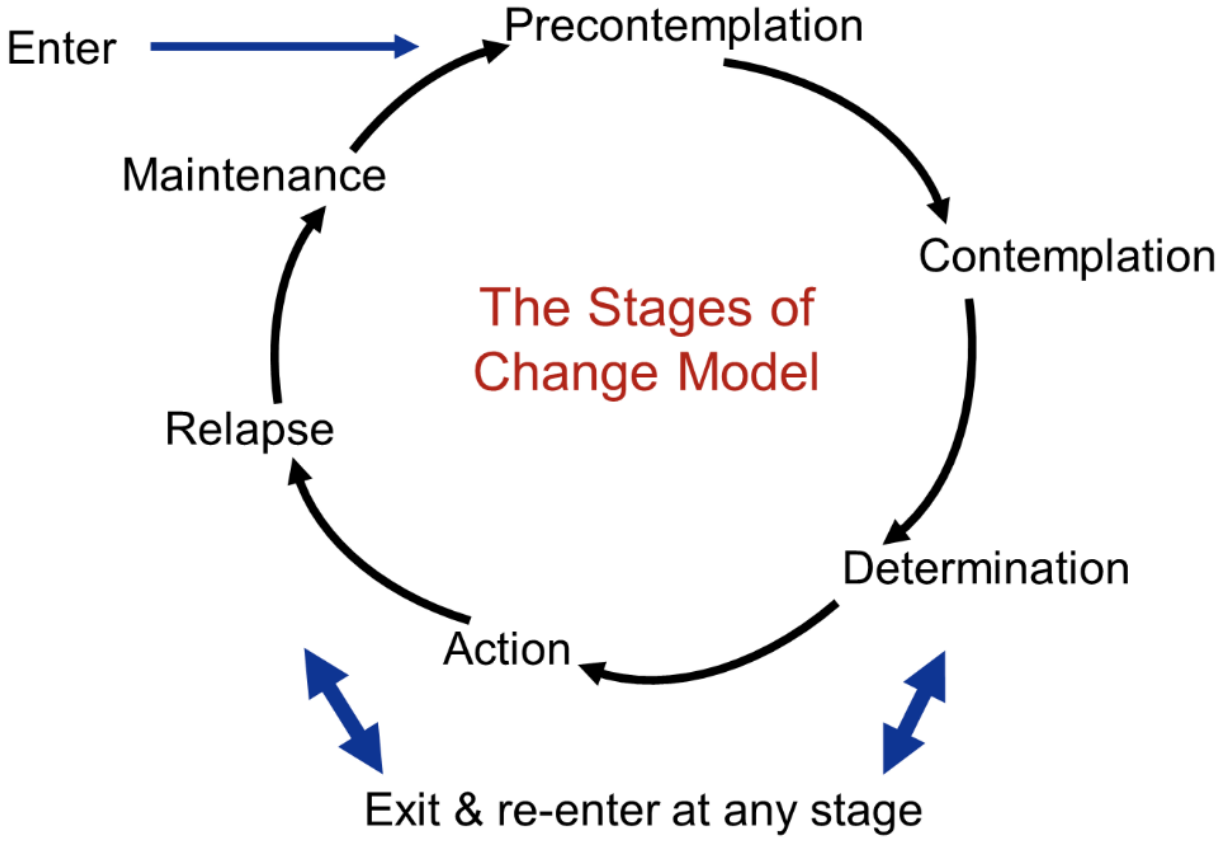 Enter
Precontemplation
Maintenance
Contemplation
The Stages of
Change Model
Relapse
Determination
Action
Exit & re-enter at any stage